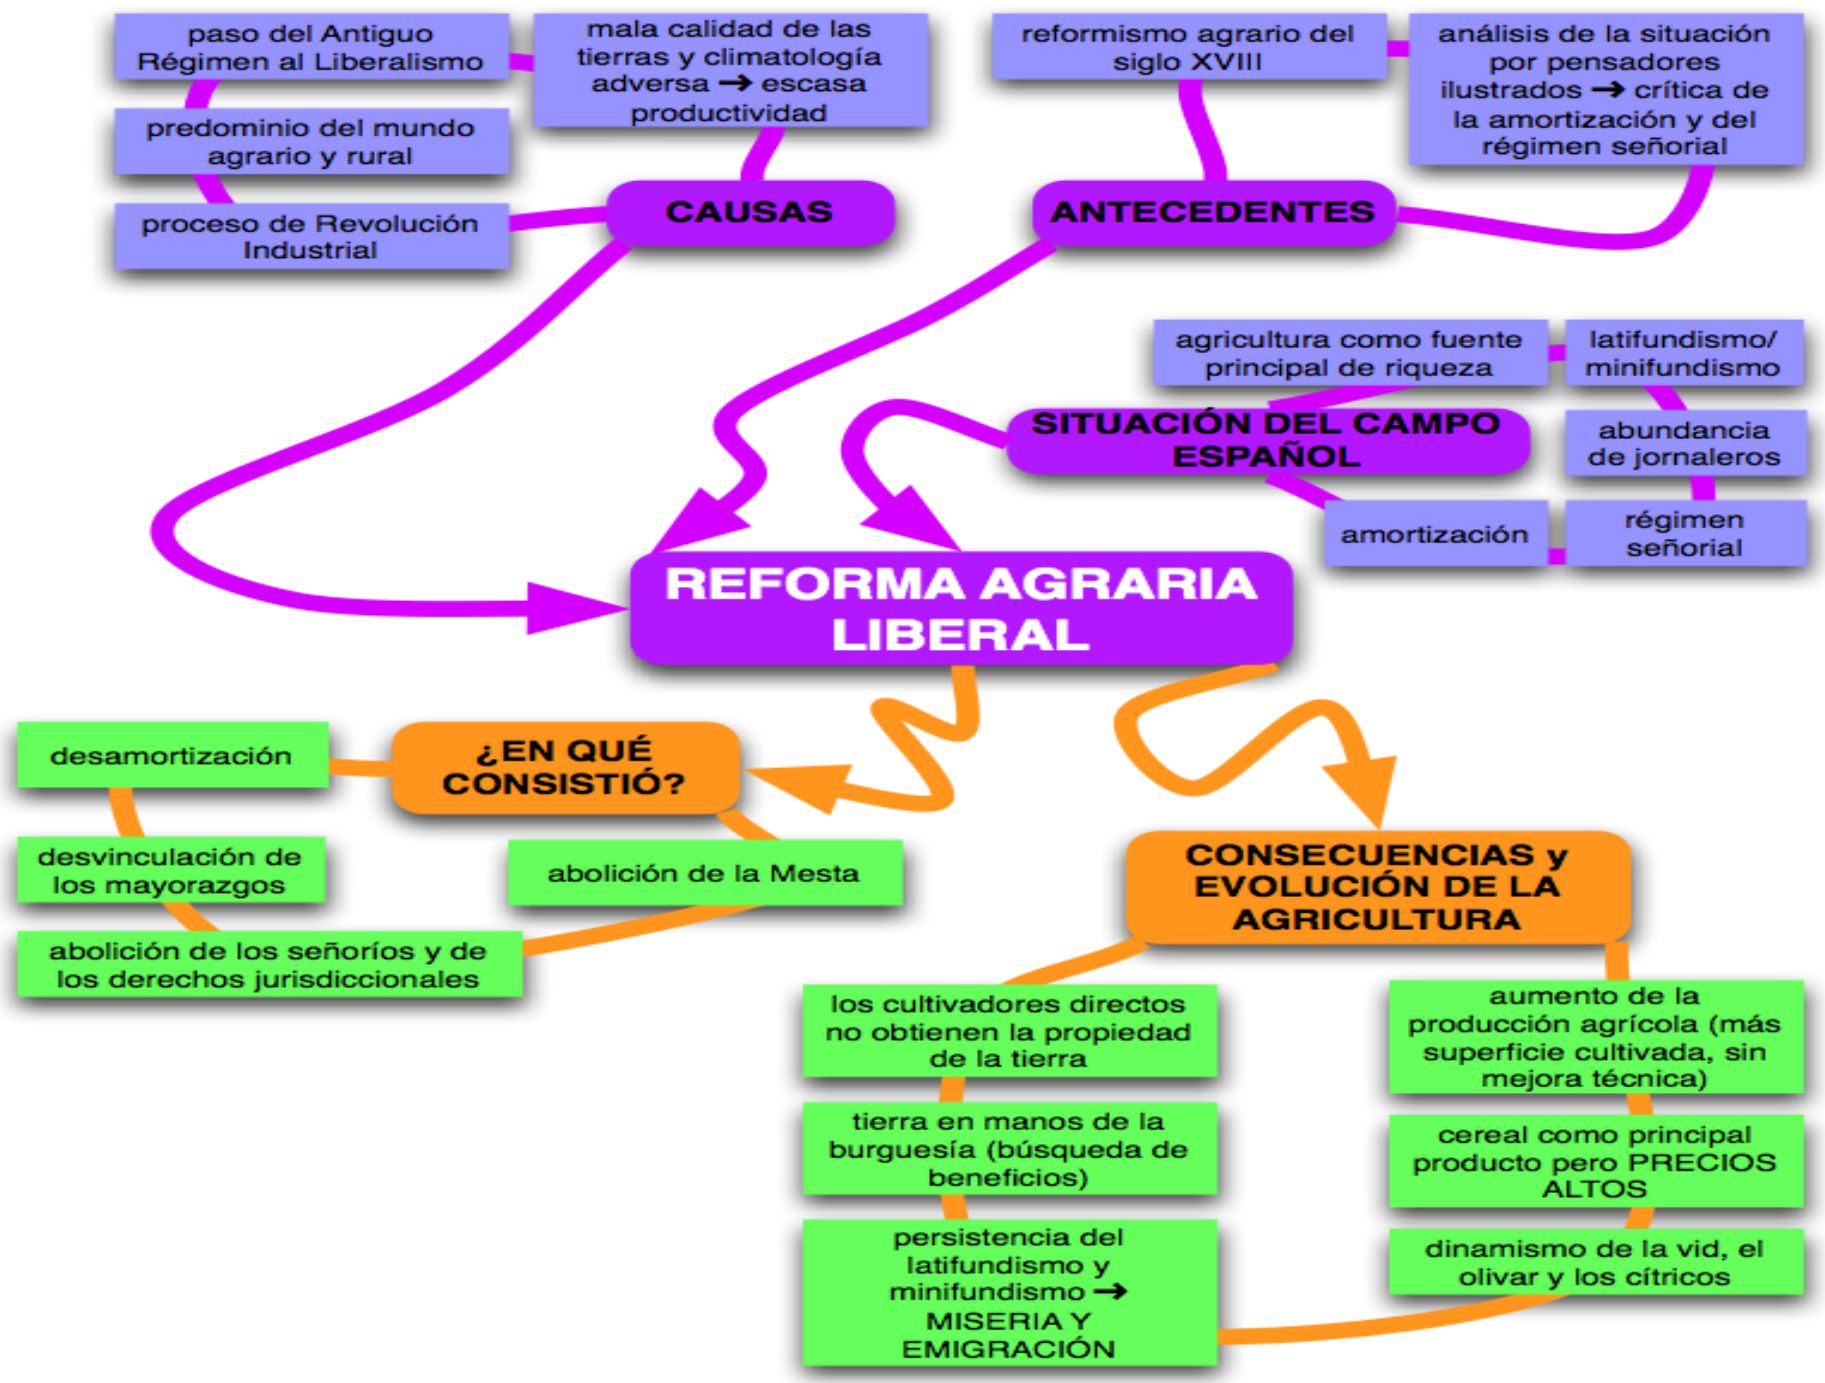 paso del Antiguo
Régimen al Liberalismo
mala calidad de las
tierras y climatología
adversa → escasa
productividad
predominio del mundo
agrario y rural
proceso de Revolución
Industrial
CAUSAS
reformismo agrario del
siglo XVIII
análisis de la situación
por pensadores
ilustrados → crítica de
la amortización y del
régimen señorial
ANTECEDENTES
agricultura como fuente
principal de riqueza
latifundismo/
minifundismo
SITUACIÓN DEL CAMPO
ESPAÑOL
abundancia
de jornaleros
amortización
régimen
señorial
REFORMA AGRARIA
LIBERAL
desamortización
¿EN QUÉ
CONSISTIÓ?
desvinculación de
los mayorazgos
abolición de la Mesta
abolición de los señoríos y de
los derechos jurisdiccionales
CONSECUENCIAS y
EVOLUCIÓN DE LA
AGRICULTURA
los cultivadores directos
no obtienen la propiedad
de la tierra
tierra en manos de la
burguesía (búsqueda de
beneficios)
persistencia del
latifundismo y
minifundismo →
MISERIA Y
EMIGRACIÓN
aumento de la
producción agrícola (más
superficie cultivada, sin
mejora técnica)
cereal como principal
producto pero PRECIOS
ALTOS
dinamismo de la vid, el
olivar y los cítricos